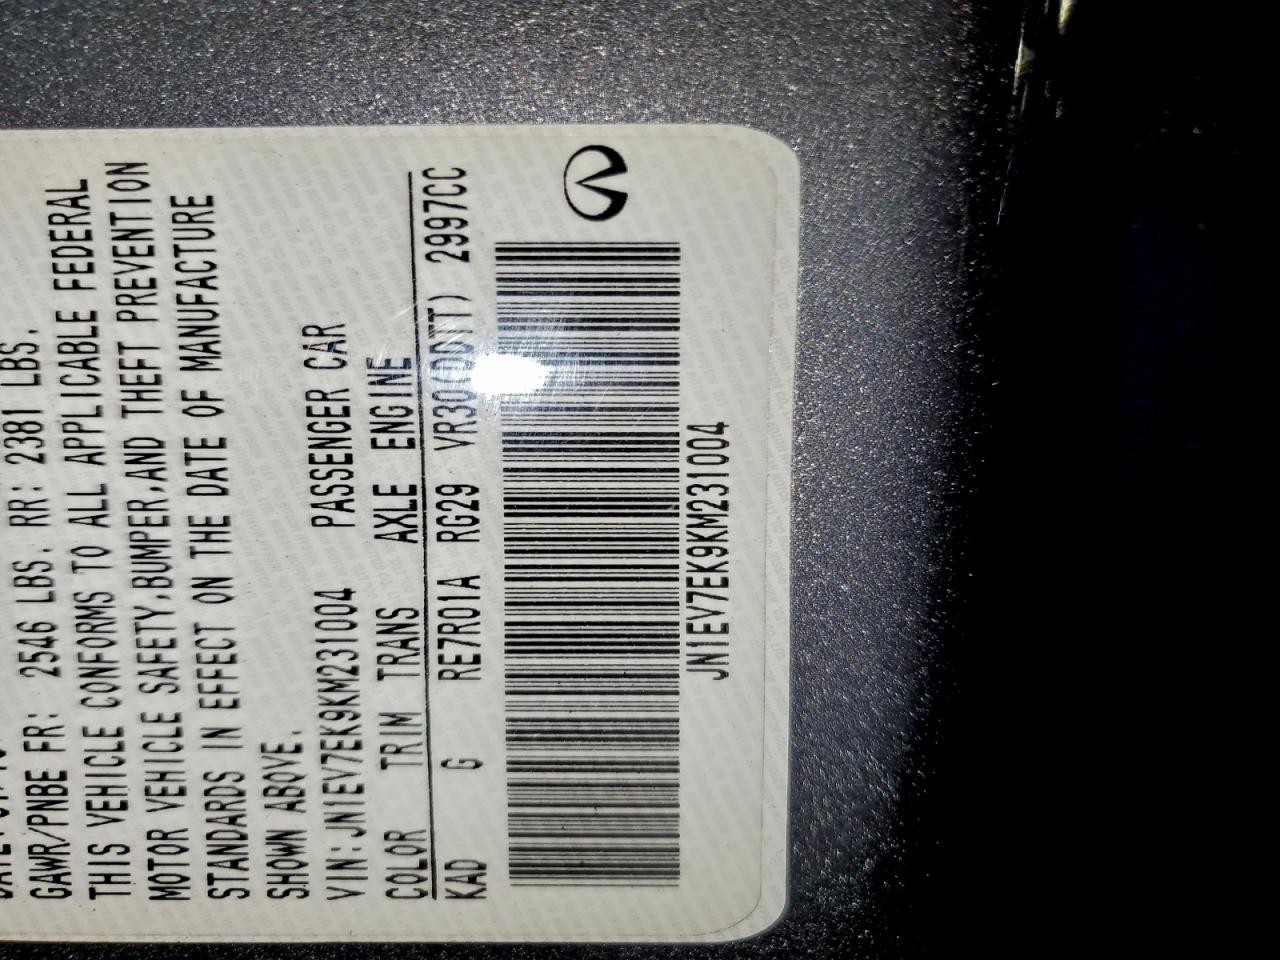 GAWR/PNBE FR: 2546 LBS. RR: 2381 LBS.
THIS VEHICLE CONFORMS TO ALL APPLICABLE FEDERAL
MOTOR VEHICLE SAFETY,BUMPER,AND THEFT PREVENTION
STANDARDS IN EFFECT ON THE DATE OF MANUFACTURE
SHOWN ABOVE.
VIN:JN1EV7EK9KM231004 PASSENGER CAR
COLOR TRIM TRANS AXLE ENGINE
KAD G RE7R01A RG29 VR30(DDTT) 2997CC
JN1EV7EK9KM231004